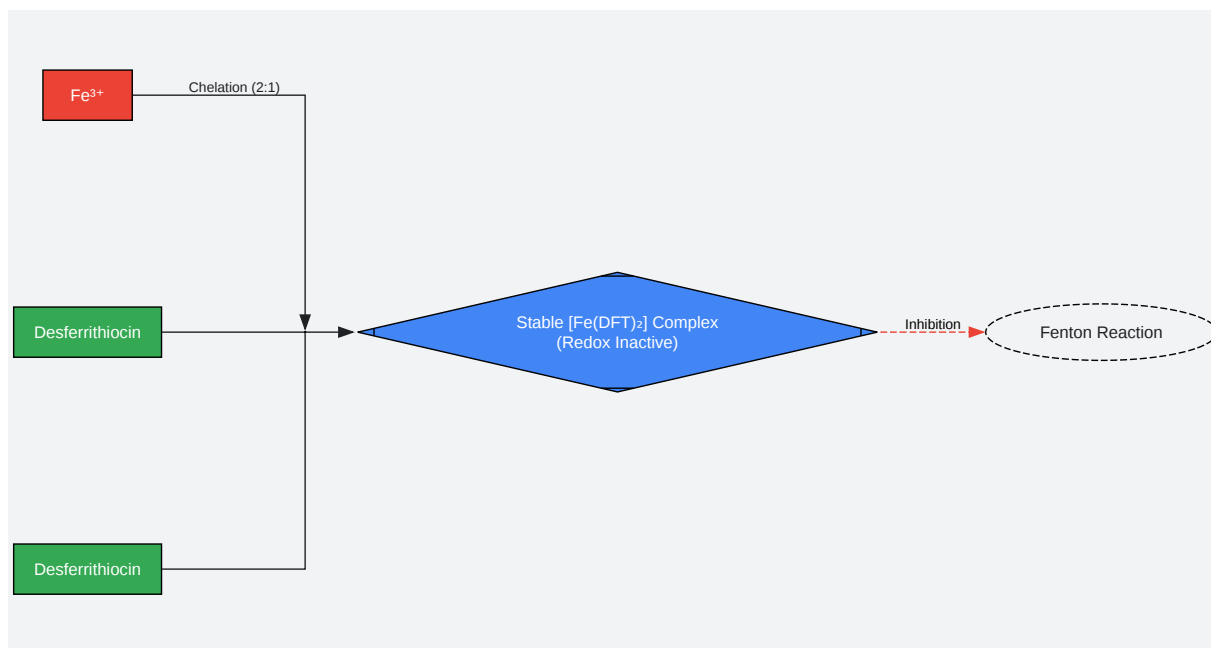 Fe³⁺
Chelation (2:1)
Desferrithiocin
Stable [Fe(DFT)₂] Complex
(Redox Inactive)
Inhibition
Fenton Reaction
Desferrithiocin